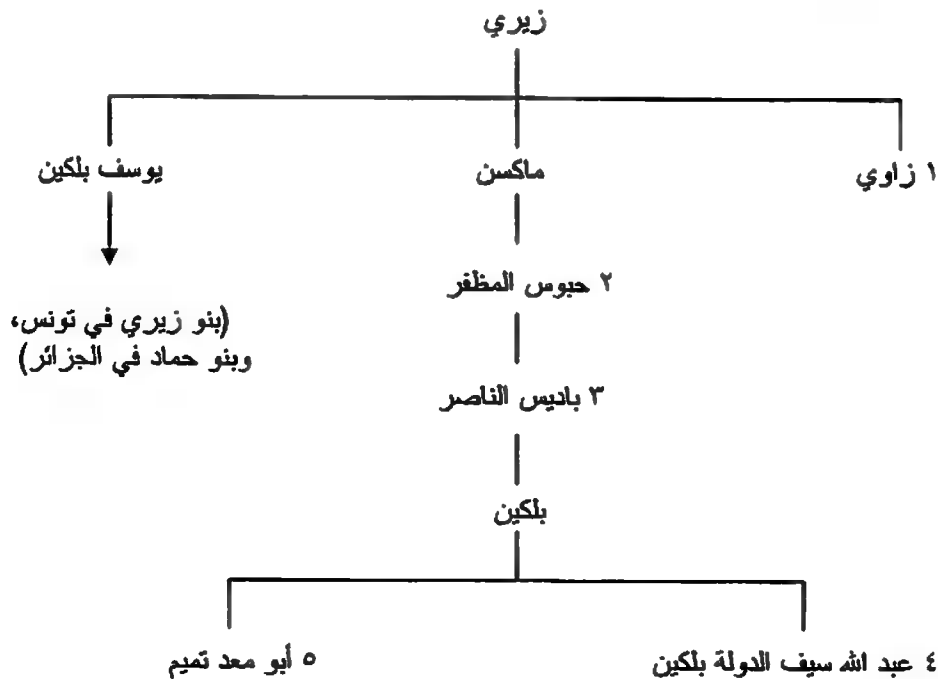 زيري
١ زاوي
ماكسن
يوسف بلكين
٢ حبوس المظفر
(بنو زيري في تونس،
وبنو حماد في الجزائر)
٣ باديس الناصر
بلكين
٤ عبد الله سيف الدولة بلكين
٥ أبو معد تميم